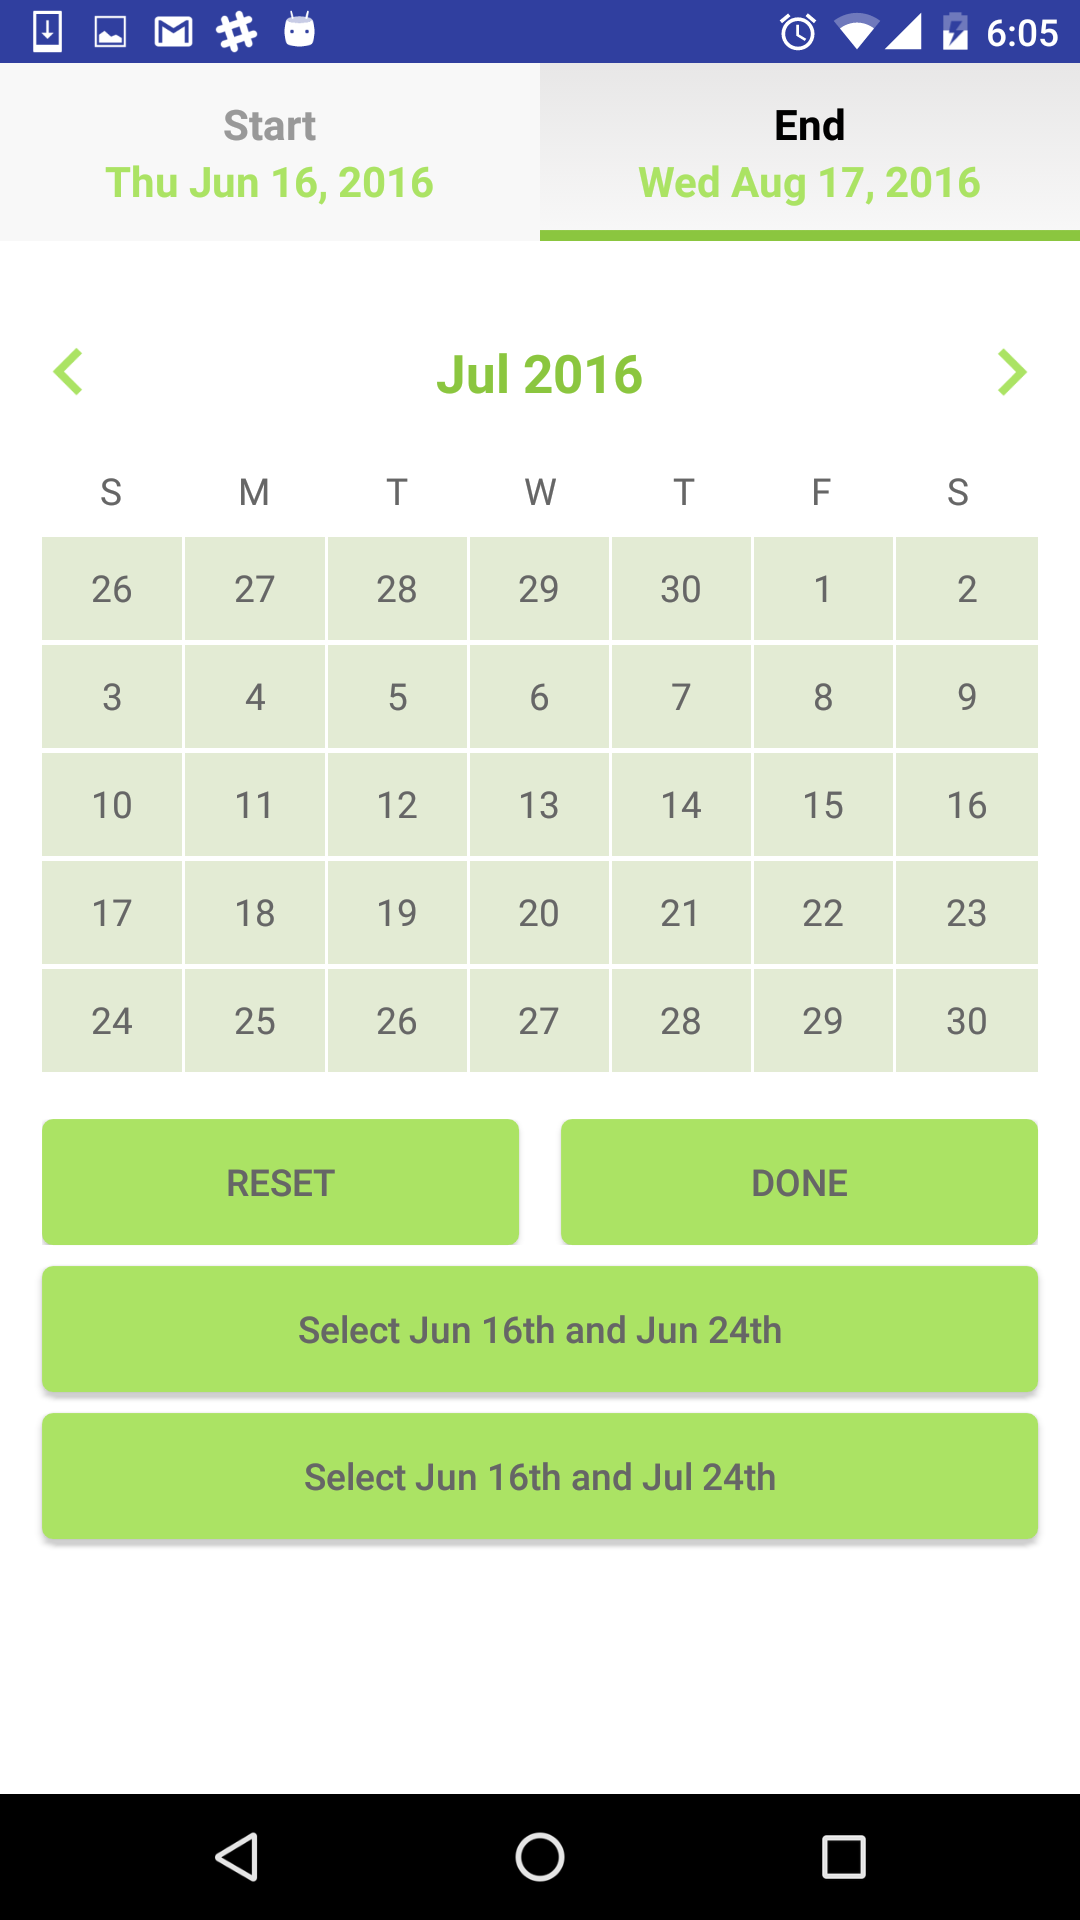 6:05
Start
Thu Jun 16, 2016
End
Wed Aug 17, 2016
Jul 2016
S M T W T F S
26 27 28 29 30 1 2
3 4 5 6 7 8 9
10 11 12 13 14 15 16
17 18 19 20 21 22 23
24 25 26 27 28 29 30
RESET DONE
Select Jun 16th and Jun 24th
Select Jun 16th and Jul 24th